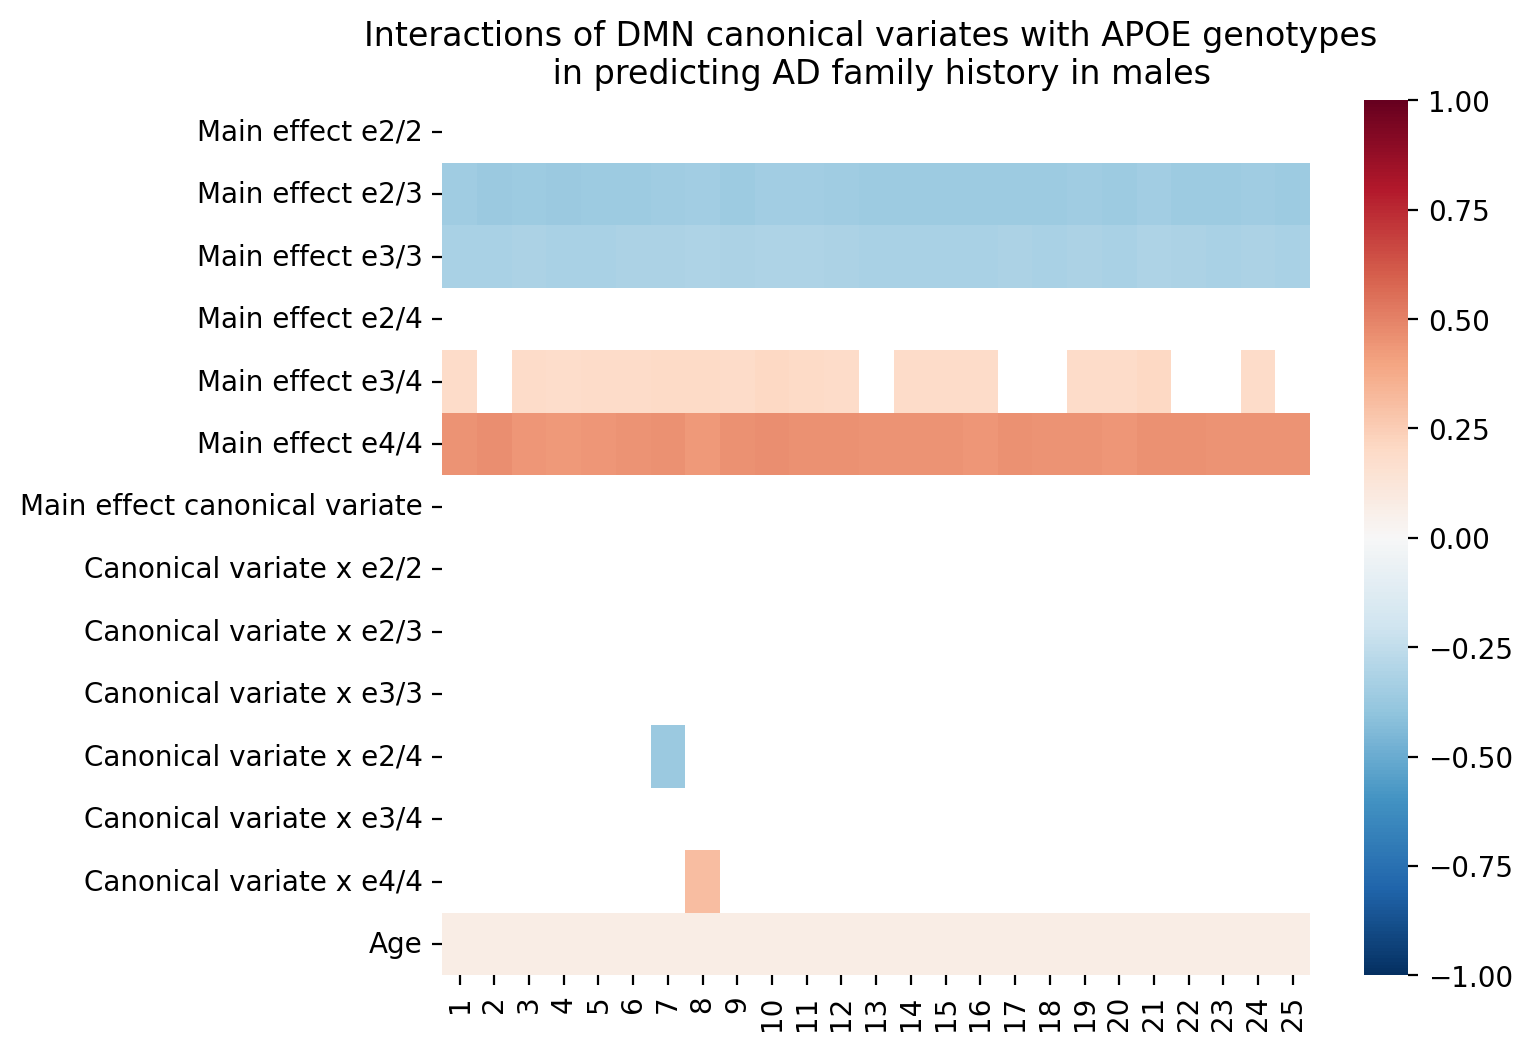 Interactions of DMN canonical variates with APOE genotypes
in predicting AD family history in males
Main effect e2/2
Main effect e2/3
Main effect e3/3
Main effect e2/4
Main effect e3/4
Main effect e4/4
Main effect canonical variate
Canonical variate x e2/2
Canonical variate x e2/3
Canonical variate x e3/3
Canonical variate x e2/4
Canonical variate x e3/4
Canonical variate x e4/4
Age
1 2 3 4 5 6 7 8 9 10 11 12 13 14 15 16 17 18 19 20 21 22 23 24 25
1.00
0.75
0.50
0.25
0.00
−0.25
−0.50
−0.75
−1.00